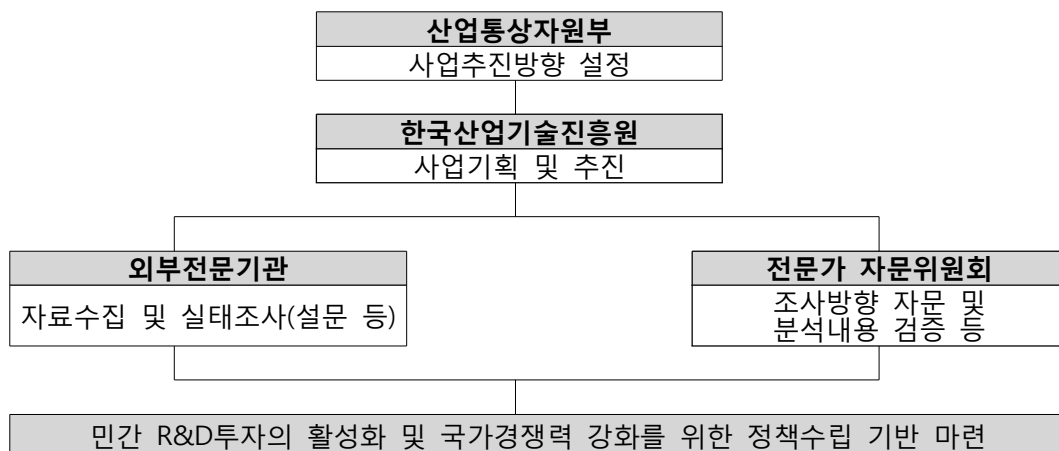 산업통상자원부
사업추진방향 설정
한국산업기술진흥원
사업기획 및 추진
외부전문기관
자료수집 및 실태조사(설문 등)
전문가 자문위원회
조사방향 자문 및
분석내용 검증 등
민간 R&D투자의 활성화 및 국가경쟁력 강화를 위한 정책수립 기반 마련